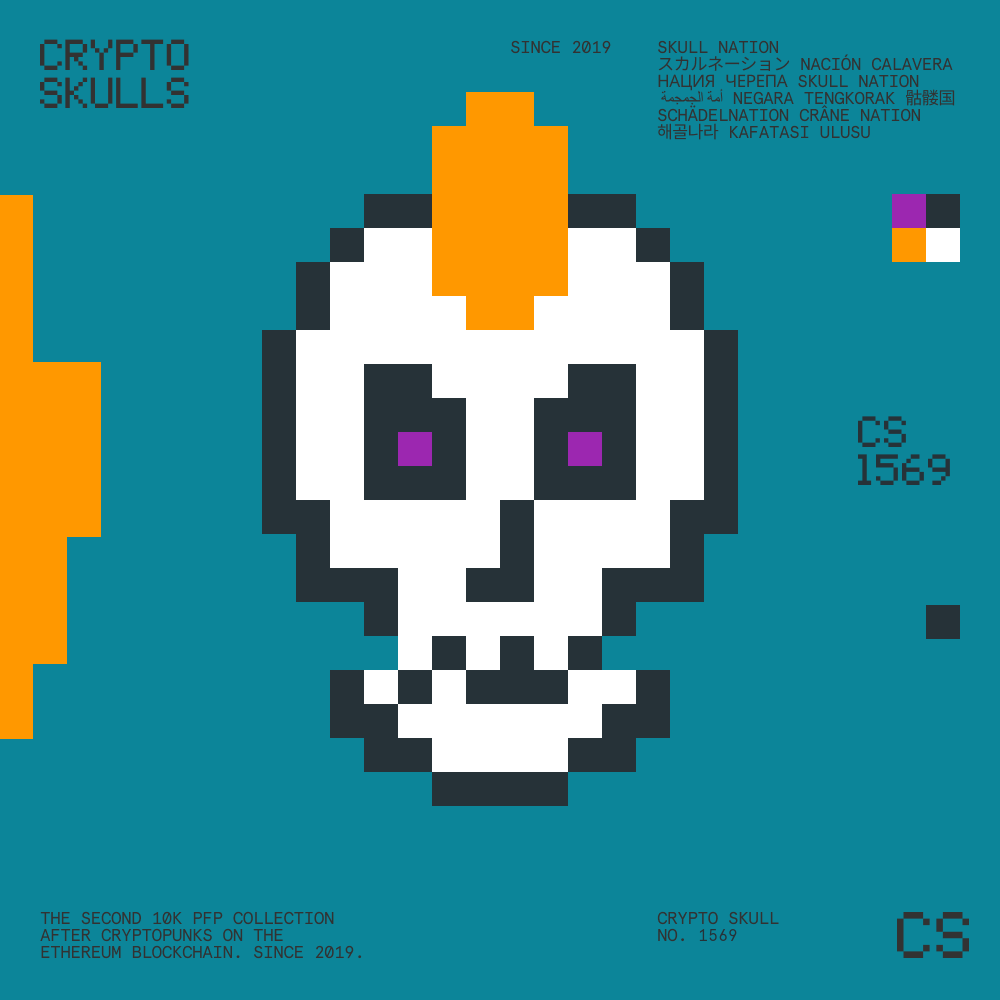 CRYPTO
SKULLS
SINCE 2019
SKULL NATION
スカルネーション NACIÓN CALAVERA
НАЦИЯ ЧЕРЕПА SKULL NATION
أمة الجمجمة NEGARA TENGKORAK 骷髅国
SCHÄDELNATION CRÂNE NATION
해골나라 KAFATASI ULUSU
CS
1569
THE SECOND 10K PFP COLLECTION
AFTER CRYPTOPUNKS ON THE
ETHEREUM BLOCKCHAIN. SINCE 2019.
CRYPTO SKULL
NO. 1569
CS